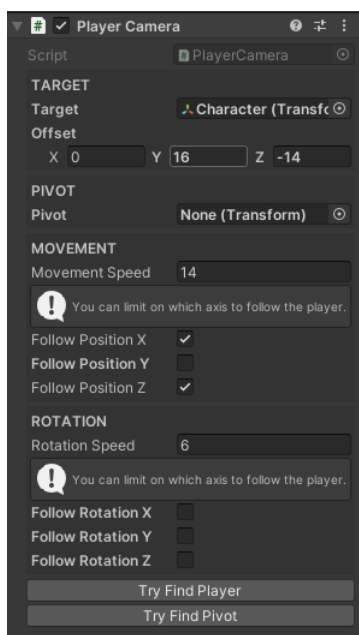 # Player Camera
Script PlayerCamera
TARGET
Target Character (Transfc
Offset
X 0 Y 16 Z -14
PIVOT
Pivot None (Transform)
MOVEMENT
Movement Speed 14
You can limit on which axis to follow the player.
Follow Position X
Follow Position Y
Follow Position Z
ROTATION
Rotation Speed 6
You can limit on which axis to follow the player.
Follow Rotation X
Follow Rotation Y
Follow Rotation Z
Try Find Player
Try Find Pivot